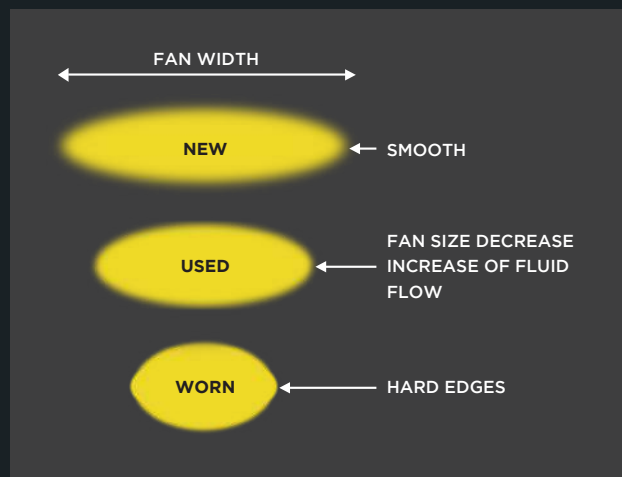 FAN WIDTH
NEW
SMOOTH
USED
FAN SIZE DECREASE
INCREASE OF FLUID
FLOW
WORN
HARD EDGES